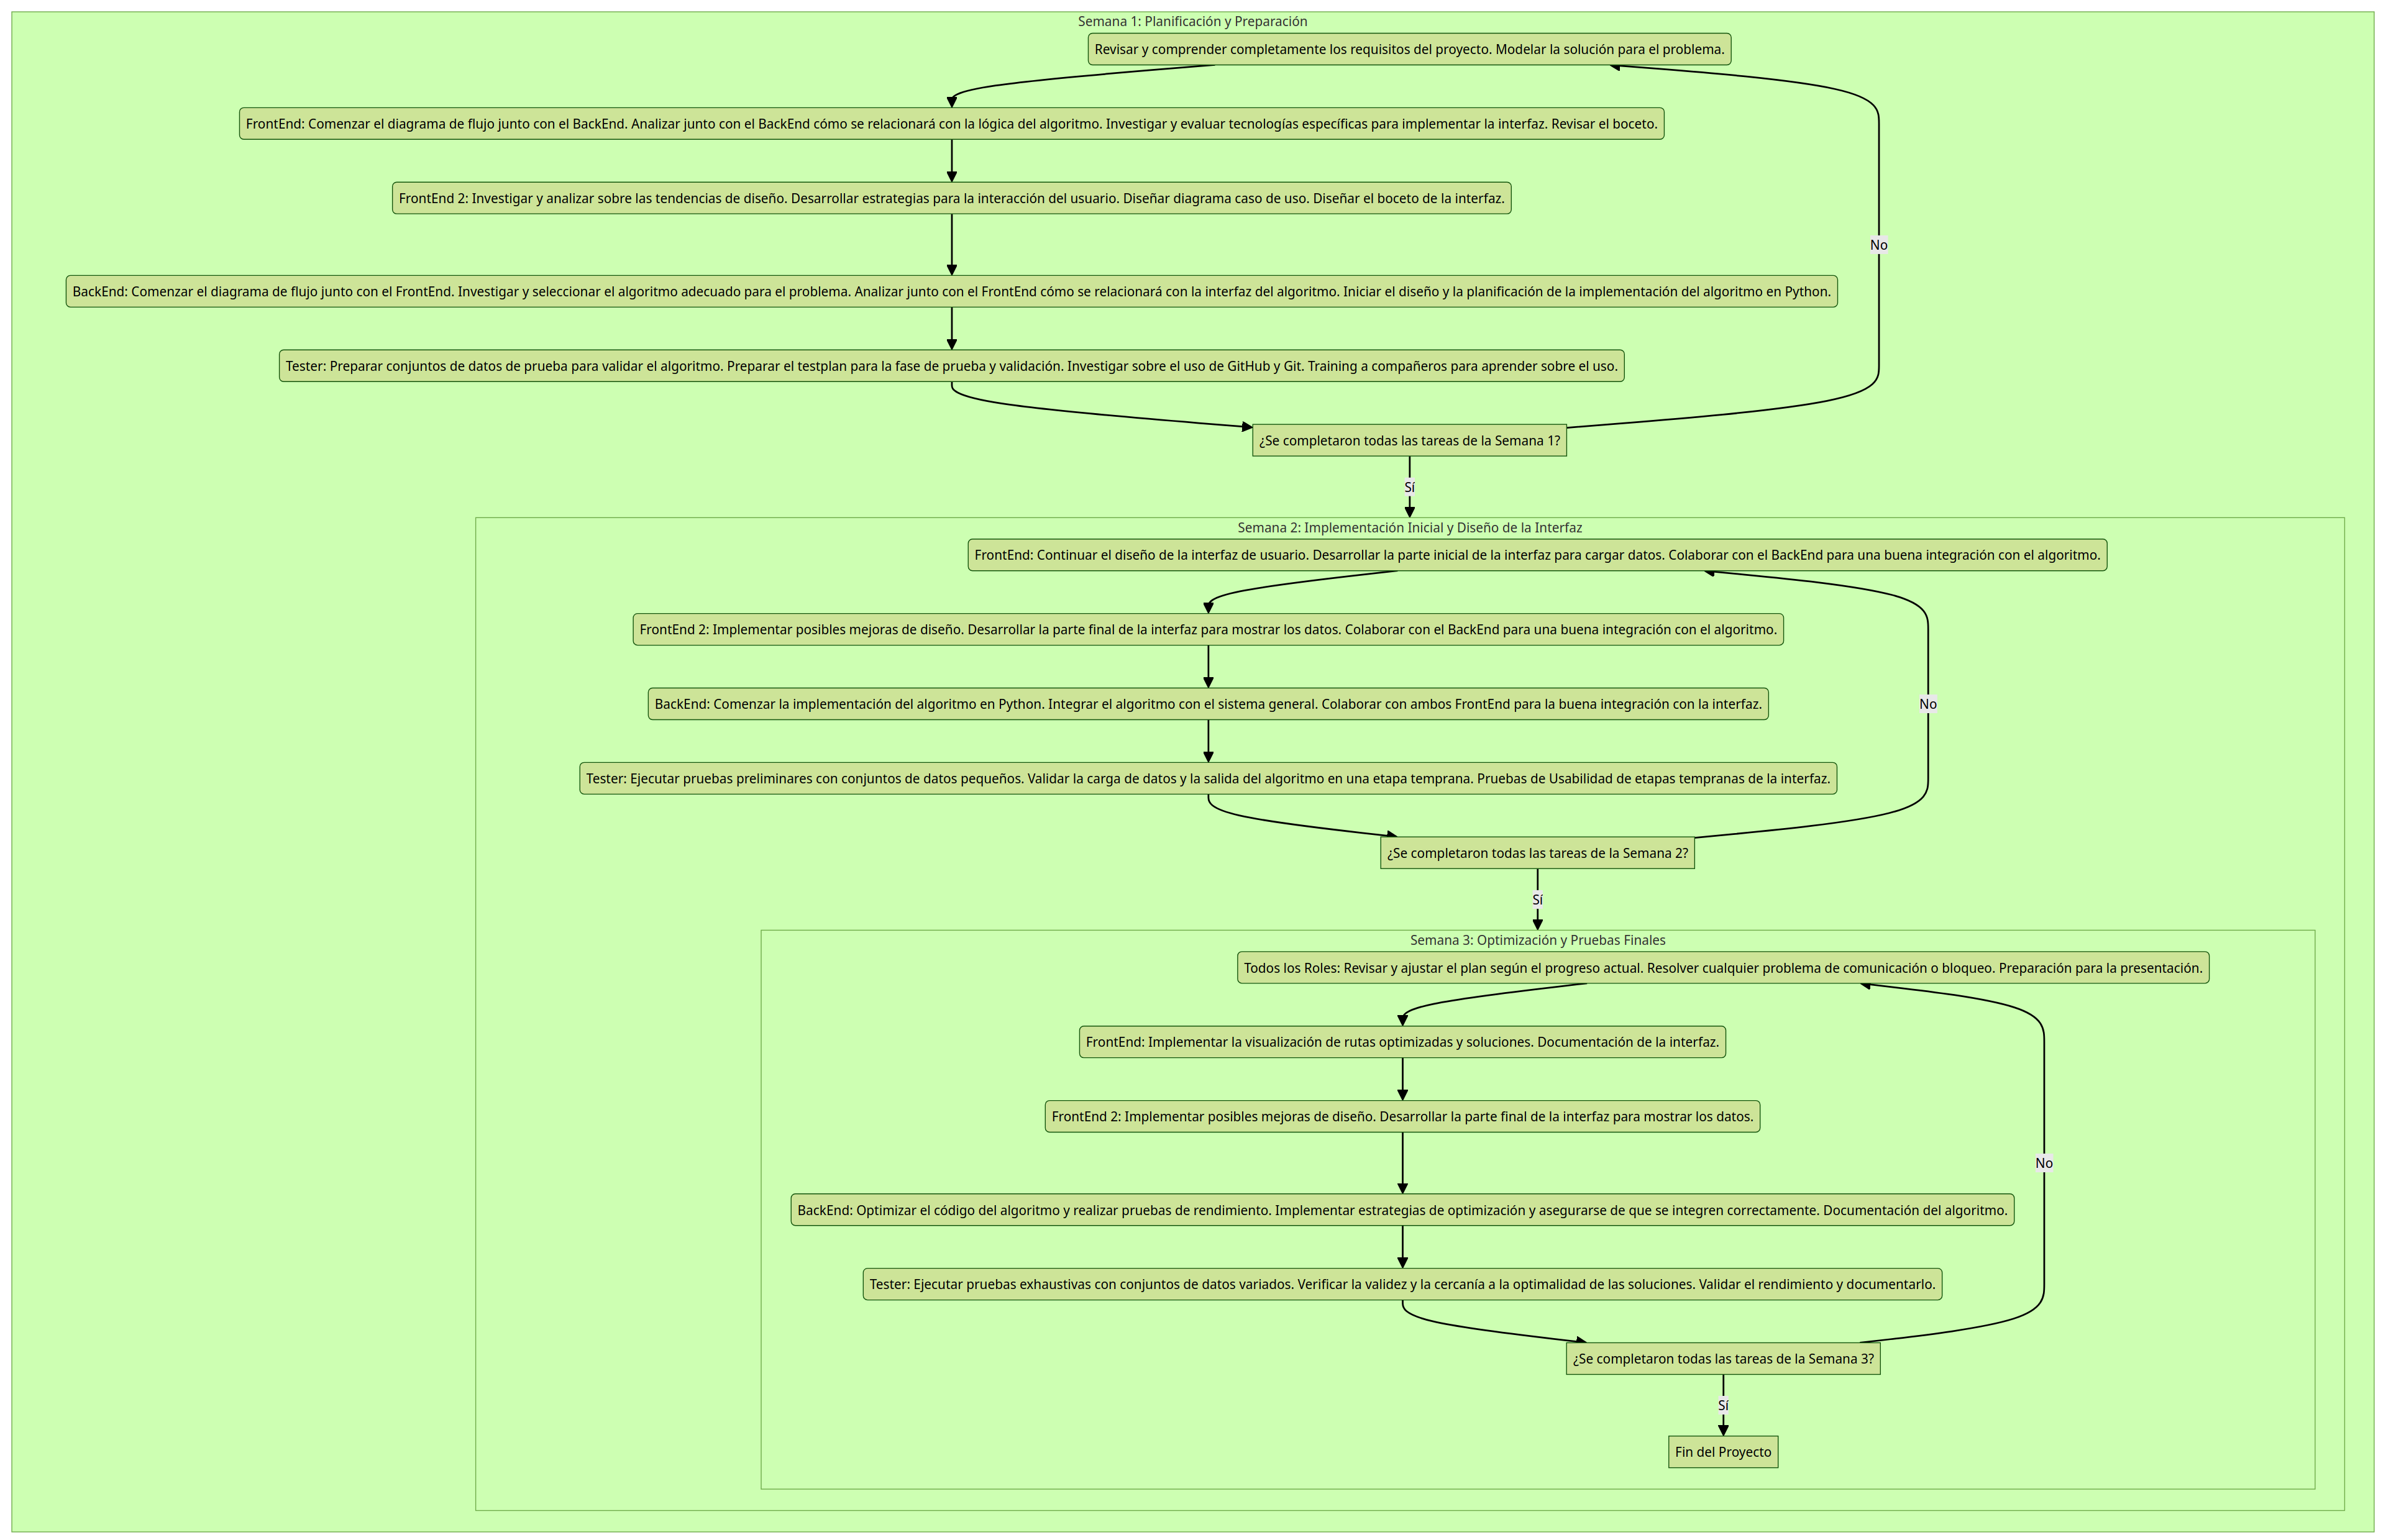 Semana 1: Planificación y Preparación
Revisar y comprender completamente los requisitos del proyecto. Modelar la solución para el problema.
FrontEnd: Comenzar el diagrama de flujo junto con el BackEnd. Analizar junto con el BackEnd cómo se relacionará con la lógica del algoritmo. Investigar y evaluar tecnologías específicas para implementar la interfaz. Revisar el boceto.
FrontEnd 2: Investigar y analizar sobre las tendencias de diseño. Desarrollar estrategias para la interacción del usuario. Diseñar diagrama caso de uso. Diseñar el boceto de la interfaz.
No
BackEnd: Comenzar el diagrama de flujo junto con el FrontEnd. Investigar y seleccionar el algoritmo adecuado para el problema. Analizar junto con el FrontEnd cómo se relacionará con la interfaz del algoritmo. Iniciar el diseño y la planificación de la implementación del algoritmo en Python.
Tester: Preparar conjuntos de datos de prueba para validar el algoritmo. Preparar el testplan para la fase de prueba y validación. Investigar sobre el uso de GitHub y Git. Training a compañeros para aprender sobre el uso.
¿Se completaron todas las tareas de la Semana 1?
Sí
Semana 2: Implementación Inicial y Diseño de la Interfaz
FrontEnd: Continuar el diseño de la interfaz de usuario. Desarrollar la parte inicial de la interfaz para cargar datos. Colaborar con el BackEnd para una buena integración con el algoritmo.
FrontEnd 2: Implementar posibles mejoras de diseño. Desarrollar la parte final de la interfaz para mostrar los datos. Colaborar con el BackEnd para una buena integración con el algoritmo.
BackEnd: Comenzar la implementación del algoritmo en Python. Integrar el algoritmo con el sistema general. Colaborar con ambos FrontEnd para la buena integración con la interfaz.
No
Tester: Ejecutar pruebas preliminares con conjuntos de datos pequeños. Validar la carga de datos y la salida del algoritmo en una etapa temprana. Pruebas de Usabilidad de etapas tempranas de la interfaz.
¿Se completaron todas las tareas de la Semana 2?
Sí
Semana 3: Optimización y Pruebas Finales
Todos los Roles: Revisar y ajustar el plan según el progreso actual. Resolver cualquier problema de comunicación o bloqueo. Preparación para la presentación.
FrontEnd: Implementar la visualización de rutas optimizadas y soluciones. Documentación de la interfaz.
FrontEnd 2: Implementar posibles mejoras de diseño. Desarrollar la parte final de la interfaz para mostrar los datos.
No
BackEnd: Optimizar el código del algoritmo y realizar pruebas de rendimiento. Implementar estrategias de optimización y asegurarse de que se integren correctamente. Documentación del algoritmo.
Tester: Ejecutar pruebas exhaustivas con conjuntos de datos variados. Verificar la validez y la cercanía a la optimalidad de las soluciones. Validar el rendimiento y documentarlo.
¿Se completaron todas las tareas de la Semana 3?
Sí
Fin del Proyecto